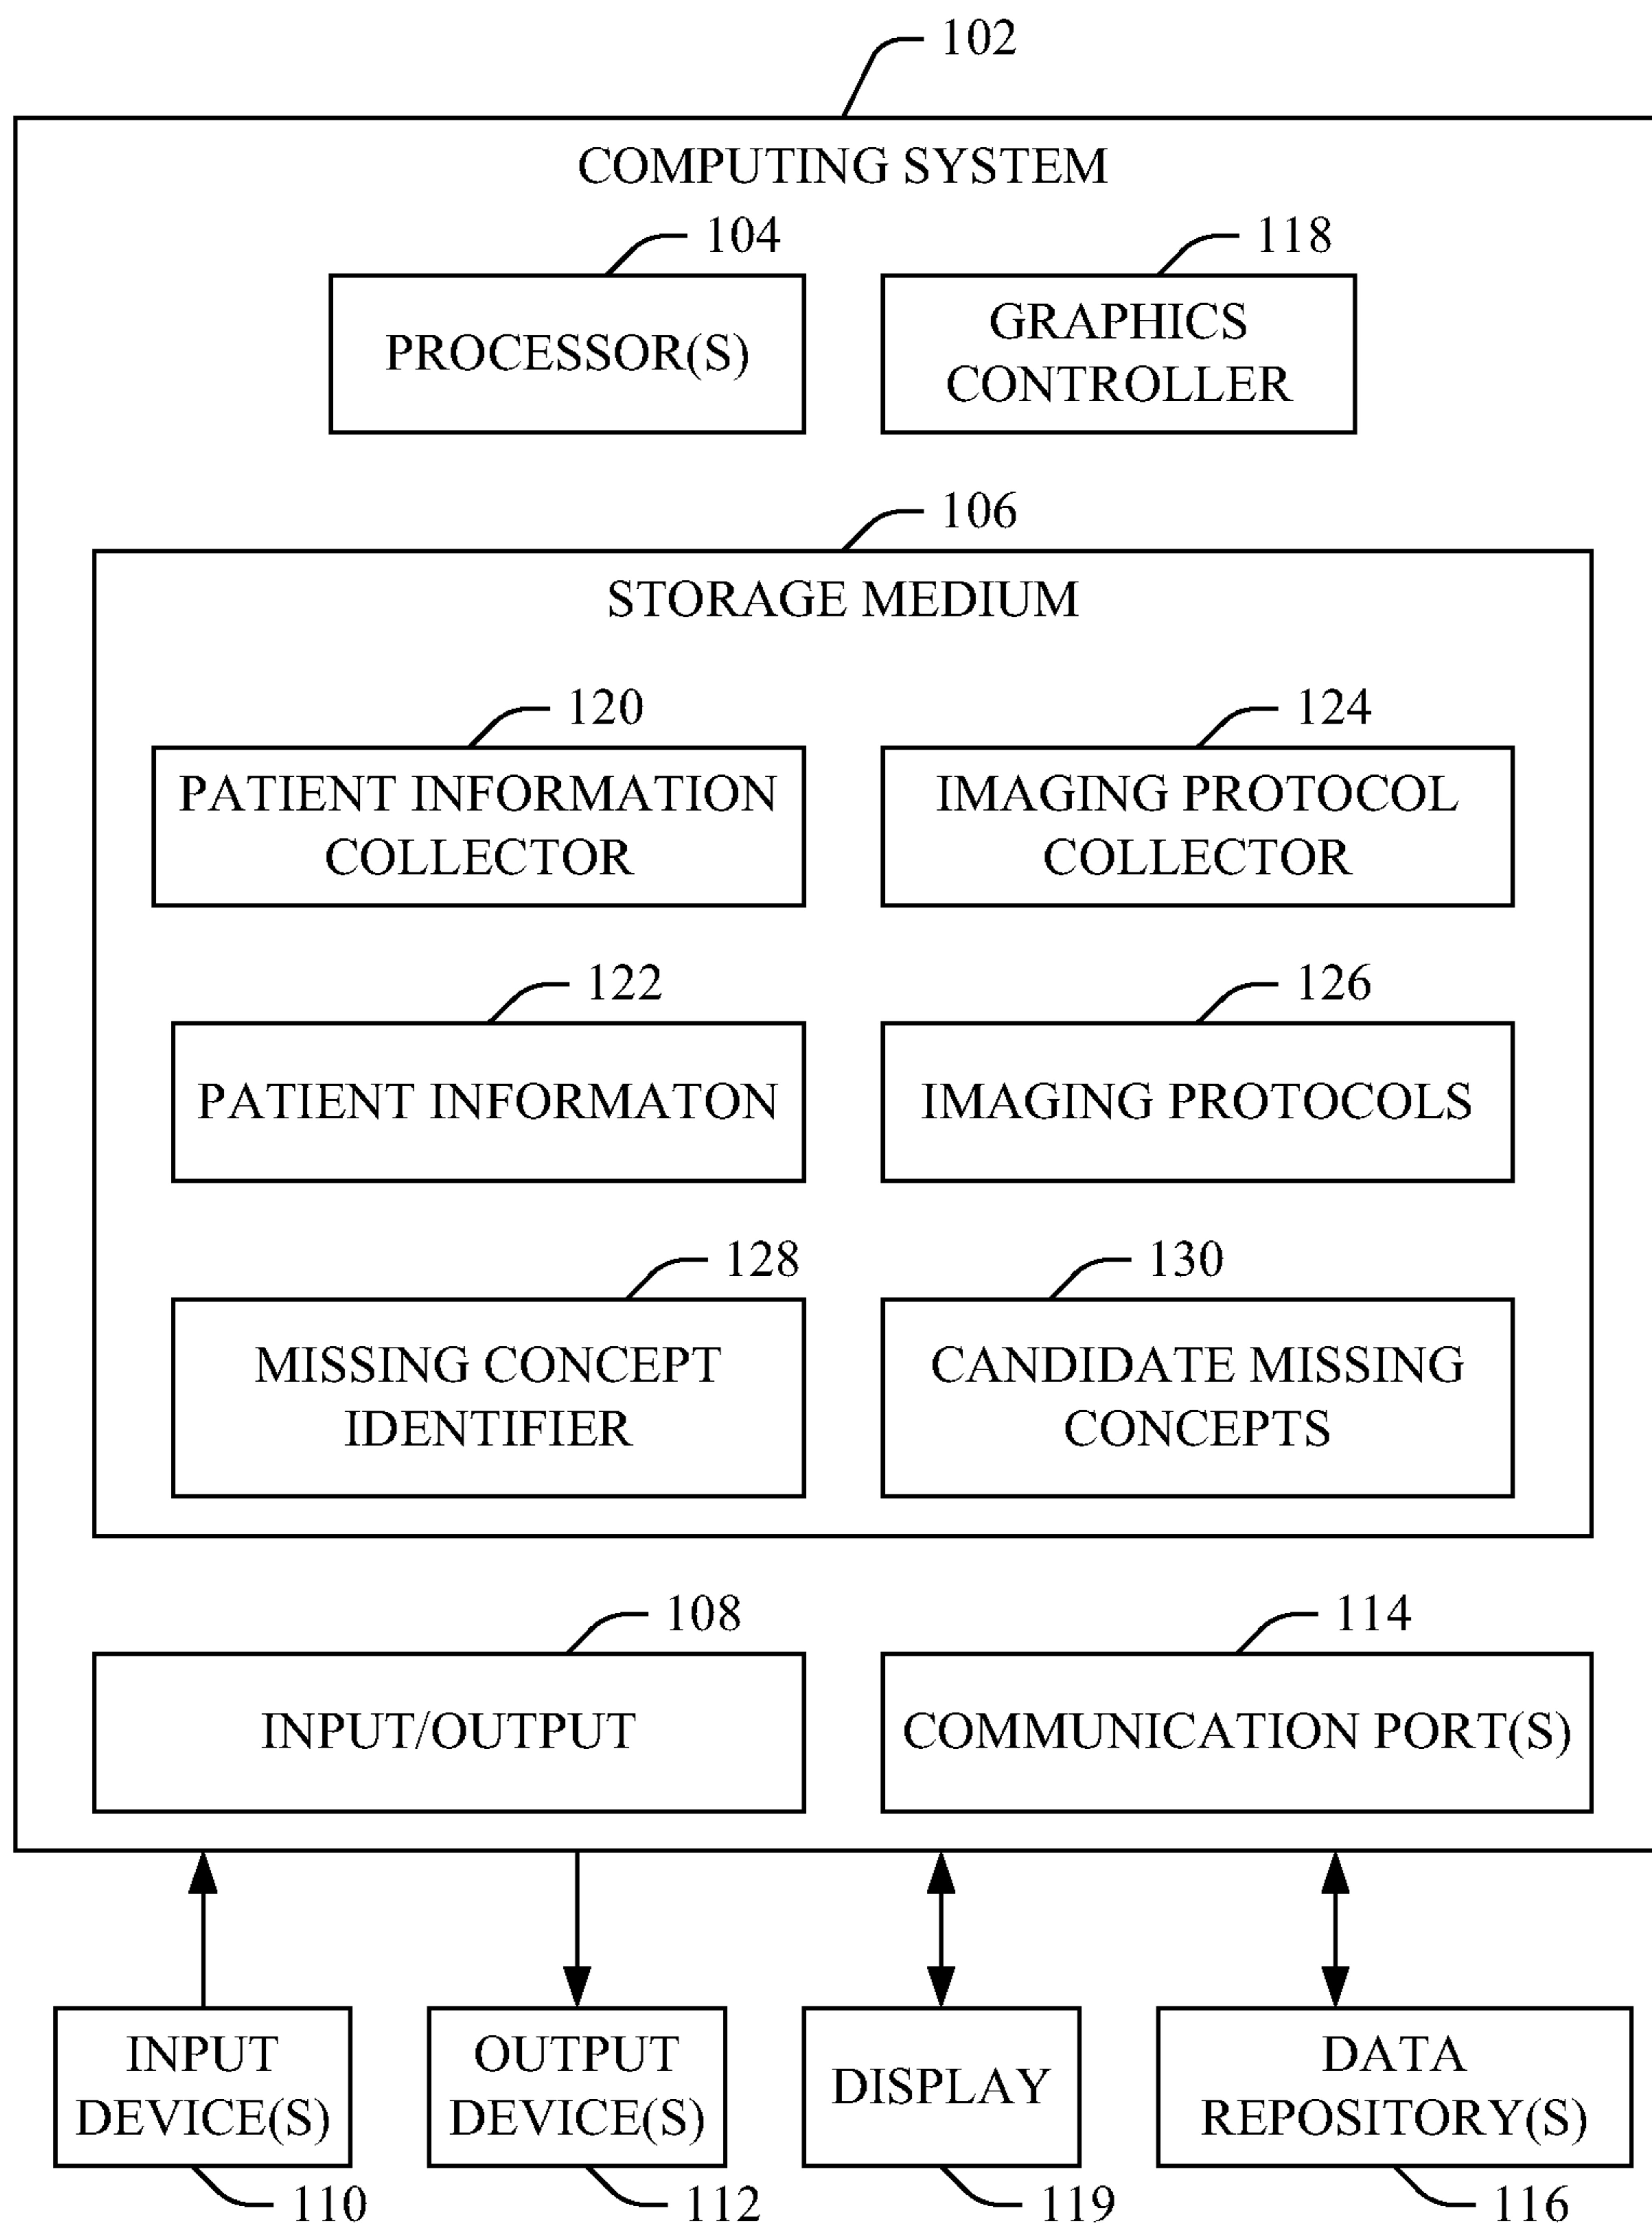 102
COMPUTING SYSTEM
104
118
PROCESSOR(S)
GRAPHICS
CONTROLLER
106
STORAGE MEDIUM
120
124
PATIENT INFORMATION
COLLECTOR
IMAGING PROTOCOL
COLLECTOR
122
126
PATIENT INFORMATON
IMAGING PROTOCOLS
128
130
MISSING CONCEPT
IDENTIFIER
CANDIDATE MISSING
CONCEPTS
108
114
INPUT/OUTPUT
COMMUNICATION PORT(S)
INPUT
DEVICE(S)
OUTPUT
DEVICE(S)
DISPLAY
DATA
REPOSITORY(S)
110
112
119
116